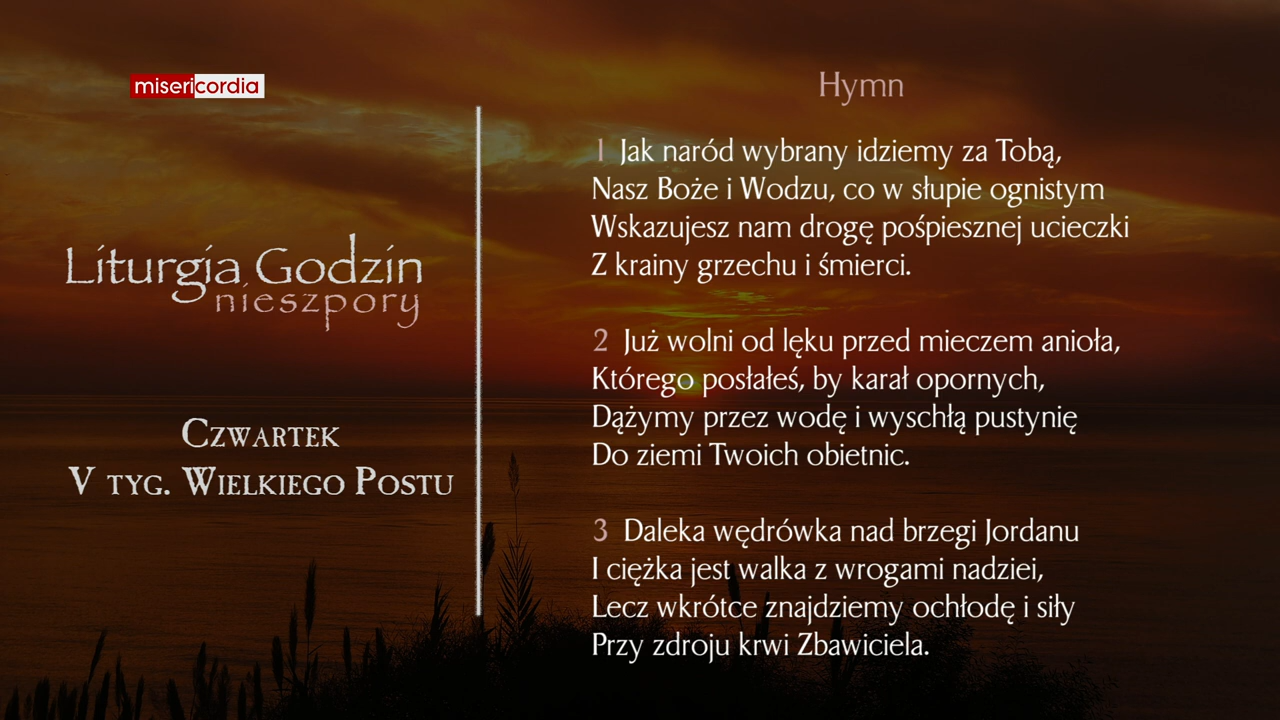 misericordia
Liturgia Godzin
nieszpory
Czwartek
V tyg. Wielkiego Postu
Hymn
1 Jak naród wybrany idziemy za Tobą,
Nasz Boże i Wodzu, co w słupie ognistym
Wskazujesz nam drogę pośpiesznej ucieczki
Z krainy grzechu i śmierci.
2 Już wolni od lęku przed mieczem anioła,
Którego posłałeś, by karał opornych,
Dążymy przez wodę i wyschłą pustynię
Do ziemi Twoich obietnic.
3 Daleka wędrówka nad brzegi Jordanu
I ciężka jest walka z wrogami nadziei,
Lecz wkrótce znajdziemy ochłodę i siły
Przy zdroju krwi Zbawiciela.